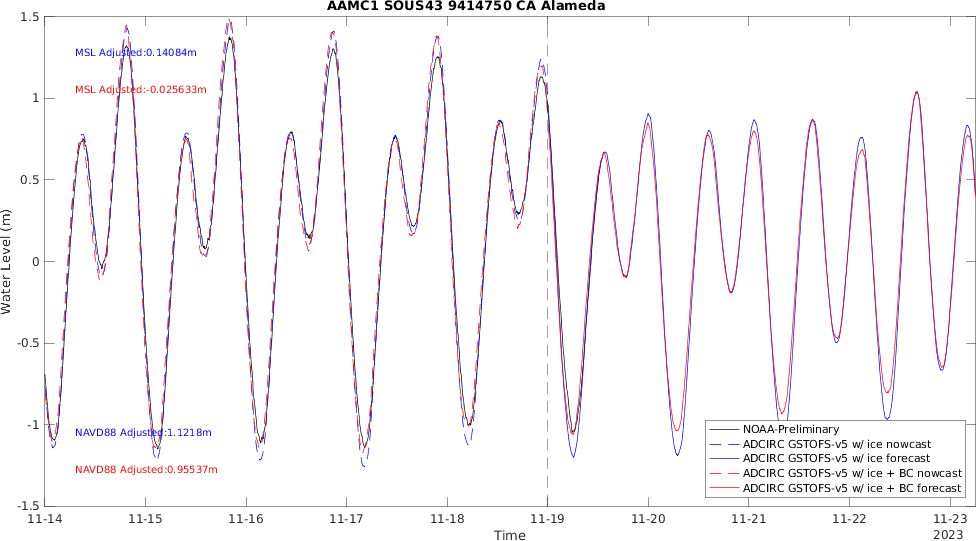 AAMC1 SOUS43 9414750 CA Alameda
1.5
1
0.5
0
-0.5
-1
-1.5
Water Level (m)
MSL Adjusted:0.14084m
MSL Adjusted:-0.025633m
NAVD88 Adjusted:1.1218m
NAVD88 Adjusted:0.95537m
NOAA-Preliminary
ADCIRC GSTOFS-v5 w/ ice nowcast
ADCIRC GSTOFS-v5 w/ ice forecast
ADCIRC GSTOFS-v5 w/ ice + BC nowcast
ADCIRC GSTOFS-v5 w/ ice + BC forecast
11-14 11-15 11-16 11-17 11-18 11-19 11-20 11-21 11-22 11-23
Time
2023